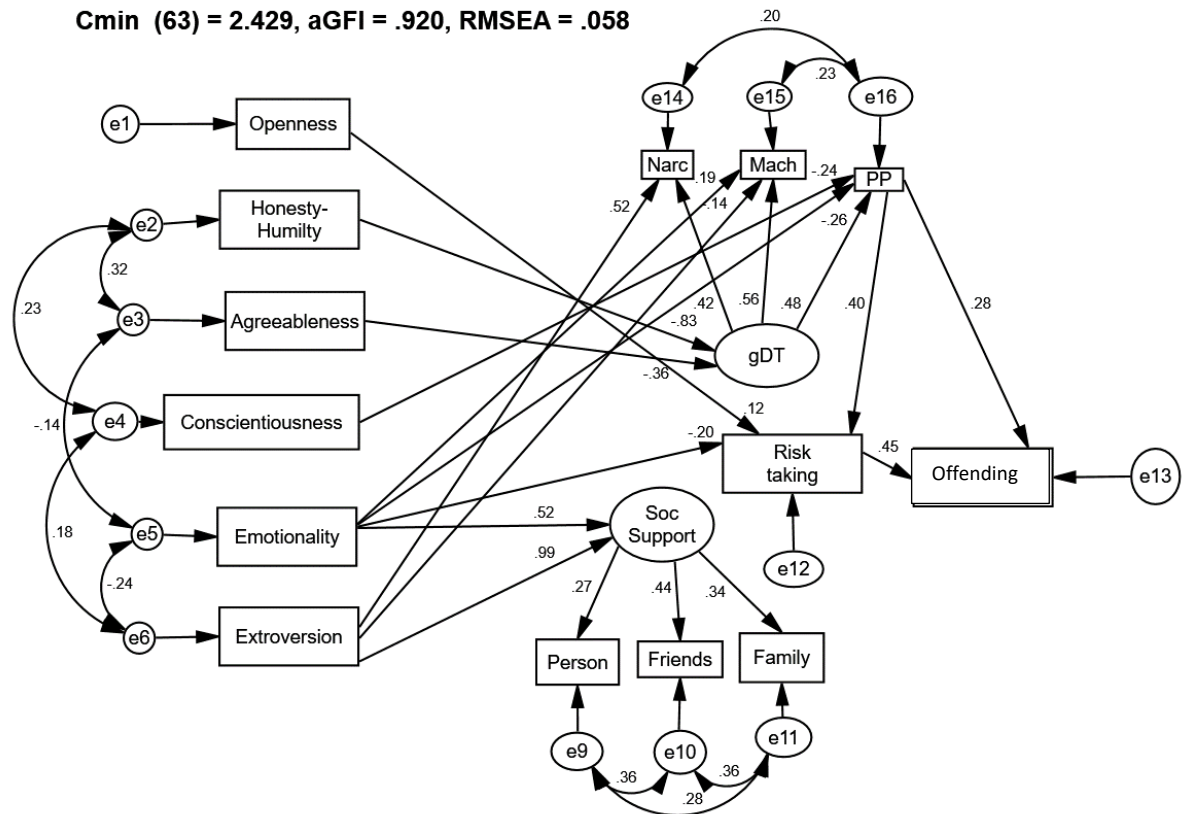 Cmin (63) = 2.429, aGFI = .920, RMSEA = .058
.20
.23
e14
e15
e16
e1
Openness
Narc
Mach
PP
.19
-.24
-.14
.52
-.26
e2
Honesty-
Humilty
.32
.23
e3
Agreeableness
.42
.56
.48
.40
.28
-.83
gDT
-.36
.12
e4
Conscientiousness
-.14
-.20
Risk
taking
.45
Offending
e13
.52
Soc
Support
.18
e5
Emotionality
.99
e12
-.24
.27
.44
.34
e6
Extroversion
Person
Friends
Family
e9
e10
e11
.36
.36
.28